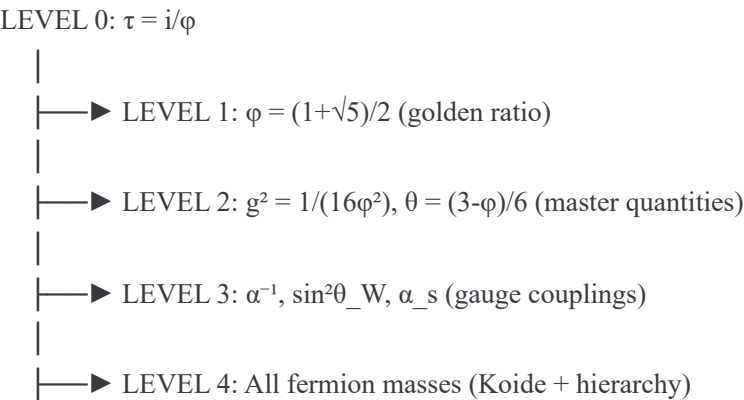 LEVEL 0: τ = i/φ
│
├──► LEVEL 1: φ = (1+√5)/2 (golden ratio)
│
├──► LEVEL 2: g² = 1/(16φ²), θ = (3-φ)/6 (master quantities)
│
├──► LEVEL 3: α⁻¹, sin²θ_W, α_s (gauge couplings)
│
├──► LEVEL 4: All fermion masses (Koide + hierarchy)